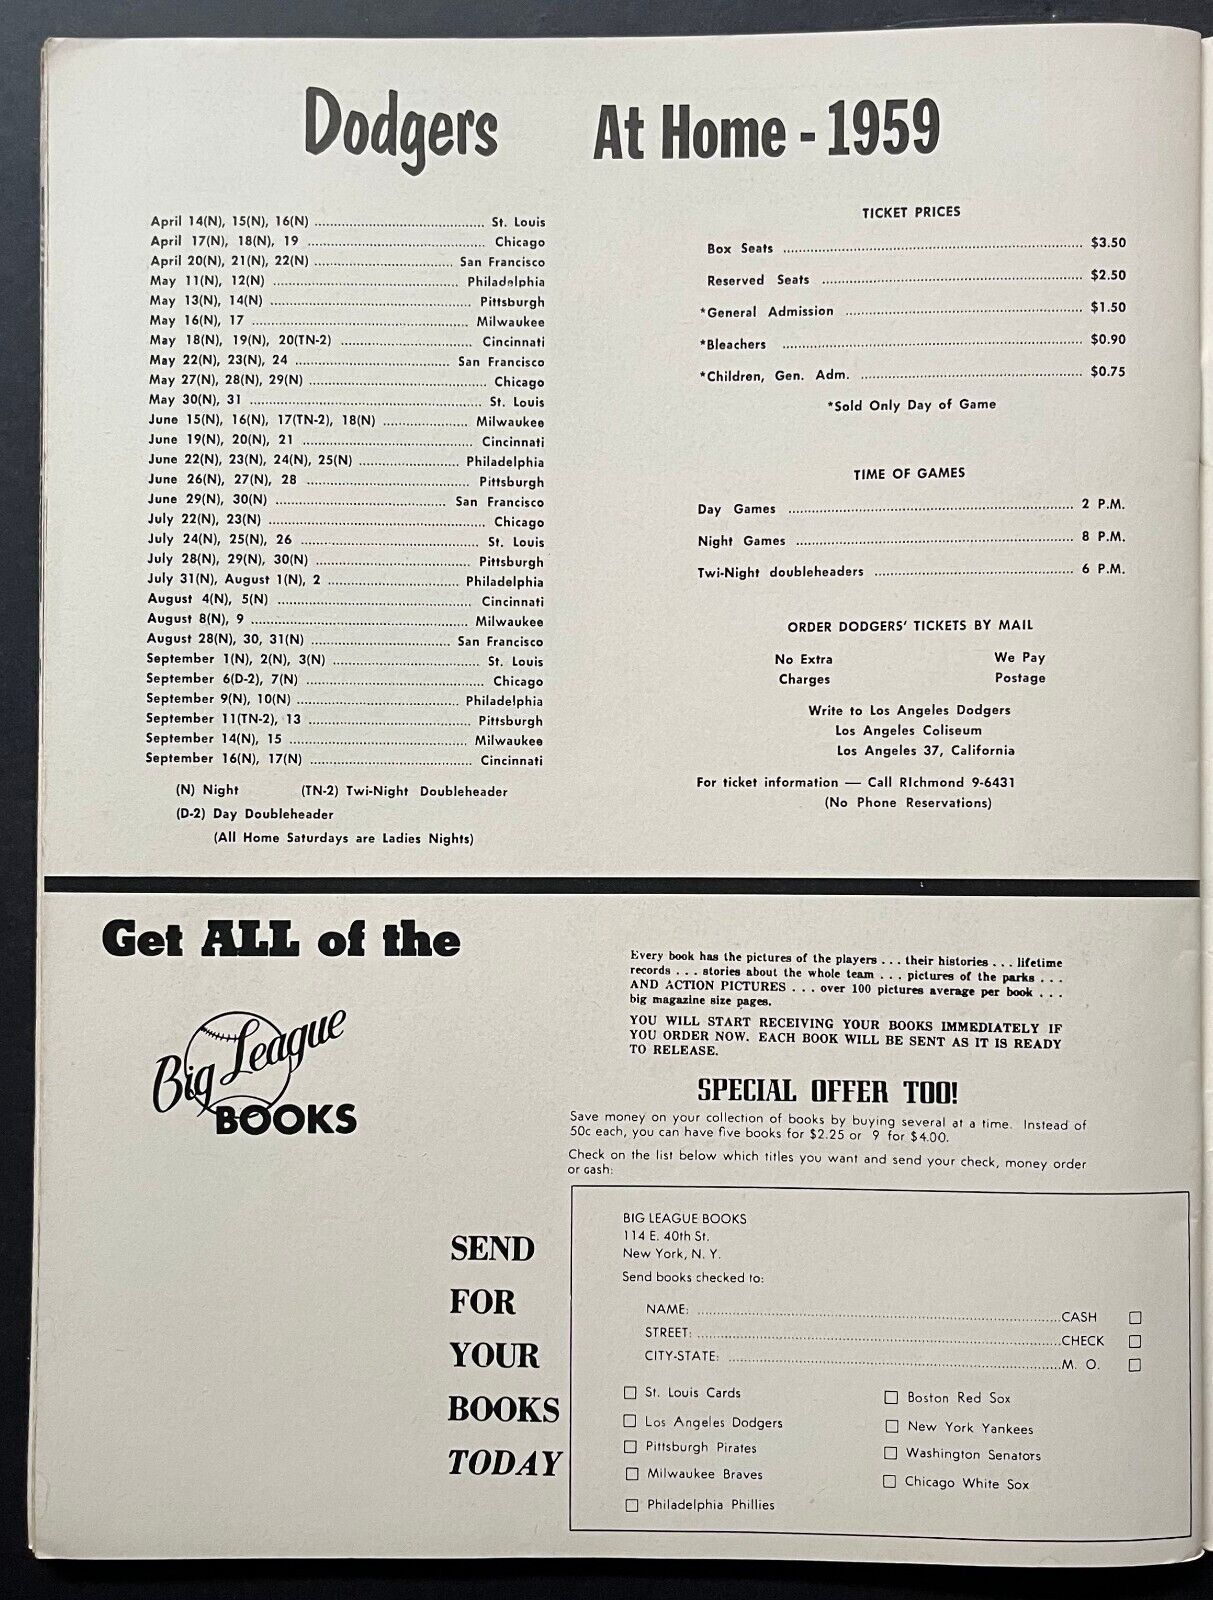 Dodgers At Home - 1959
April 14(N), 15(N), 16(N) ........ St. Louis
April 17(N), 18(N), 19 ........ Chicago
April 20(N), 21(N), 22(N) ........ San Francisco
May 11(N), 12(N) ........ Philadelphia
May 13(N), 14(N) ........ Pittsburgh
May 16(N), 17 ........ Milwaukee
May 18(N), 19(N), 20(TN-2) ........ Cincinnati
May 22(N), 23(N), 24 ........ San Francisco
May 27(N), 28(N), 29(N) ........ Chicago
May 30(N), 31 ........ St. Louis
June 15(N), 16(N), 17(TN-2), 18(N) ........ Milwaukee
June 19(N), 20(N), 21 ........ Cincinnati
June 22(N), 23(N), 24(N), 25(N) ........ Philadelphia
June 26(N), 27(N), 28 ........ Pittsburgh
June 29(N), 30(N) ........ San Francisco
July 22(N), 23(N) ........ Chicago
July 24(N), 25(N), 26 ........ St. Louis
July 28(N), 29(N), 30(N) ........ Pittsburgh
July 31(N), August 1(N), 2 ........ Philadelphia
August 4(N), 5(N) ........ Cincinnati
August 8(N), 9 ........ Milwaukee
August 28(N), 30, 31(N) ........ San Francisco
September 1(N), 2(N), 3(N) ........ St. Louis
September 6(D-2), 7(N) ........ Chicago
September 9(N), 10(N) ........ Philadelphia
September 11(TN-2), 13 ........ Pittsburgh
September 14(N), 15 ........ Milwaukee
September 16(N), 17(N) ........ Cincinnati
(N) Night (TN-2) Twi-Night Doubleheader
(D-2) Day Doubleheader
(All Home Saturdays are Ladies Nights)
TICKET PRICES
Box Seats ........ $3.50
Reserved Seats ........ $2.50
*General Admission ........ $1.50
*Bleachers ........ $0.90
*Children, Gen. Adm. ........ $0.75
*Sold Only Day of Game
TIME OF GAMES
Day Games ........ 2 P.M.
Night Games ........ 8 P.M.
Twi-Night doubleheaders ........ 6 P.M.
ORDER DODGERS' TICKETS BY MAIL
No Extra We Pay
Charges Postage
Write to Los Angeles Dodgers
Los Angeles Coliseum
Los Angeles 37, California
For ticket information — Call RIchmond 9-6431
(No Phone Reservations)
Get ALL of the
Big League
BOOKS
Every book has the pictures of the players . . . their histories . . . lifetime
records . . . stories about the whole team . . . pictures of the parks . . .
AND ACTION PICTURES . . . over 100 pictures average per book . . .
big magazine size pages.
YOU WILL START RECEIVING YOUR BOOKS IMMEDIATELY IF
YOU ORDER NOW. EACH BOOK WILL BE SENT AS IT IS READY
TO RELEASE.
SPECIAL OFFER TOO!
Save money on your collection of books by buying several at a time. Instead of
50c each, you can have five books for $2.25 or 9 for $4.00.
Check on the list below which titles you want and send your check, money order
or cash:
SEND
FOR
YOUR
BOOKS
TODAY
BIG LEAGUE BOOKS
114 E. 40th St.
New York, N. Y.
Send books checked to:
NAME: ........ CASH ☐
STREET: ........ CHECK ☐
CITY-STATE: ........ M. O. ☐
☐ St. Louis Cards
☐ Los Angeles Dodgers
☐ Pittsburgh Pirates
☐ Milwaukee Braves
☐ Philadelphia Phillies
☐ Boston Red Sox
☐ New York Yankees
☐ Washington Senators
☐ Chicago White Sox